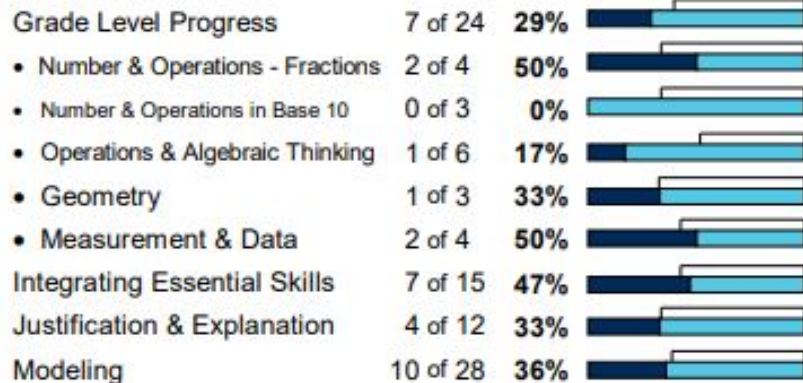 Grade Level Progress 7 of 24 29%
• Number & Operations - Fractions 2 of 4 50%
• Number & Operations in Base 10 0 of 3 0%
• Operations & Algebraic Thinking 1 of 6 17%
• Geometry 1 of 3 33%
• Measurement & Data 2 of 4 50%
Integrating Essential Skills 7 of 15 47%
Justification & Explanation 4 of 12 33%
Modeling 10 of 28 36%